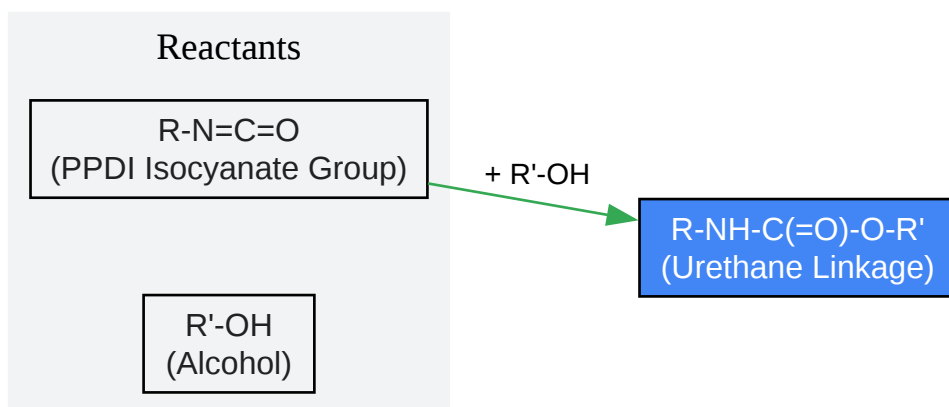 Reactants
R-N=C=O
(PPDI Isocyanate Group)
+ R'-OH
R-NH-C(=O)-O-R'
(Urethane Linkage)
R'-OH
(Alcohol)